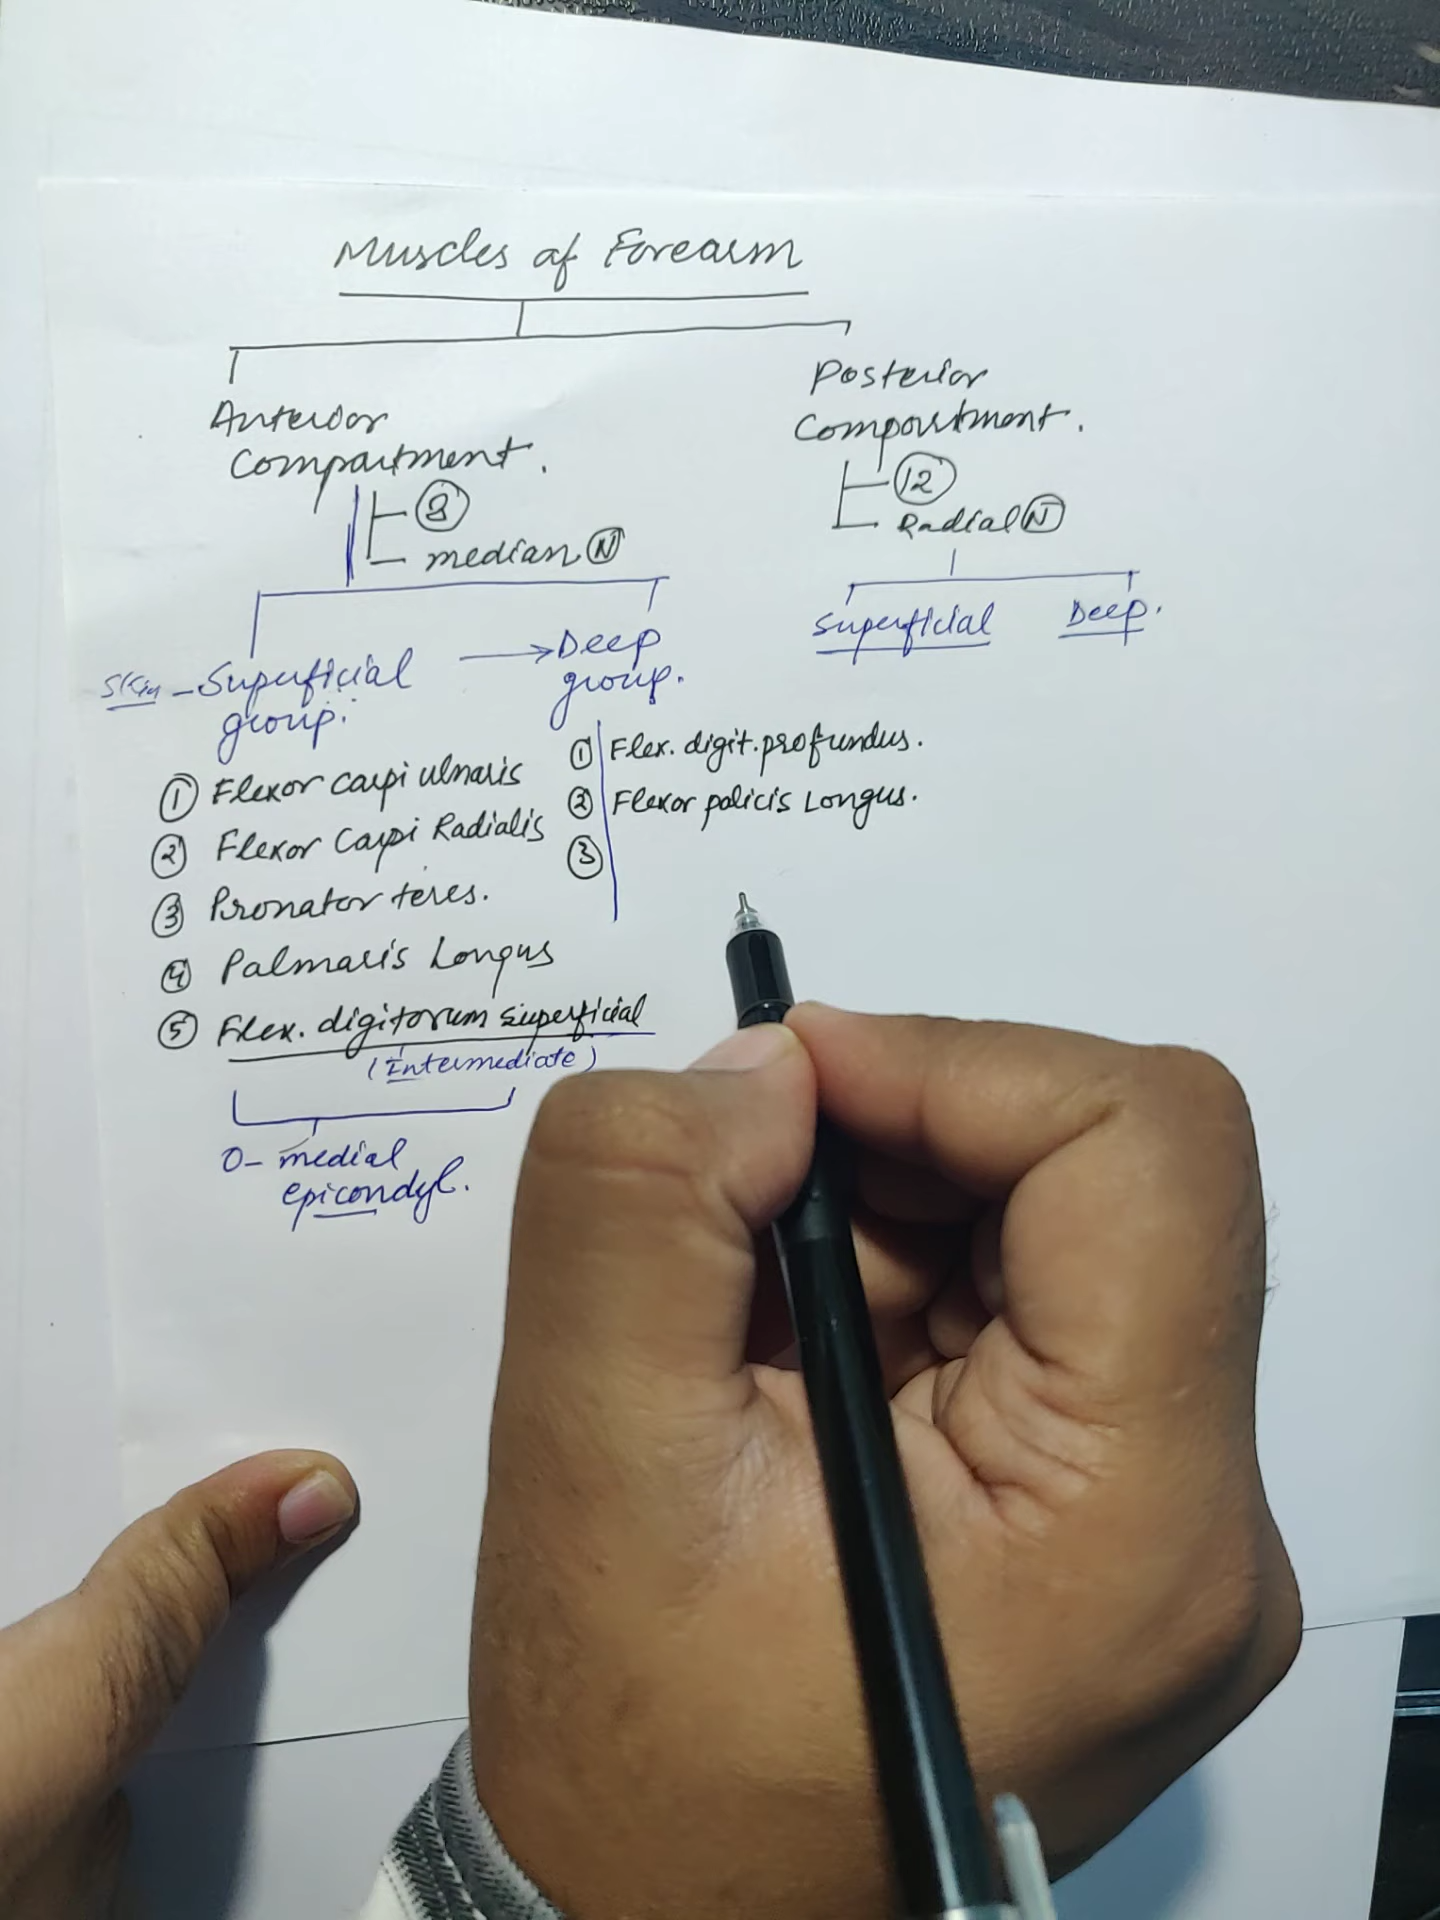 Muscles of Forearm
Anterior
Compartment.
8
median N
Posterior
Compartment.
12
Radial N
Superficial Deep.
Skin - Superficial
group.
→ Deep
group.
① Flexor Carpi ulnaris
② Flexor Carpi Radialis
③ Pronator teres.
④ Palmaris Longus
⑤ Flex. digitorum superficial
(Intermediate)
O- medial
epicondyl.
① Flex. digit. profundus.
② Flexor policis Longus.
③